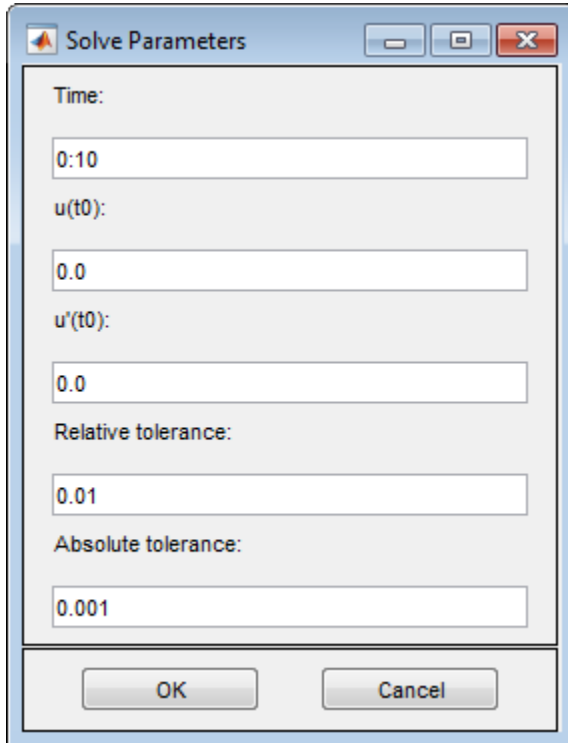 Solve Parameters
Time:
0:10
u(t0):
0.0
u'(t0):
0.0
Relative tolerance:
0.01
Absolute tolerance:
0.001
OK Cancel